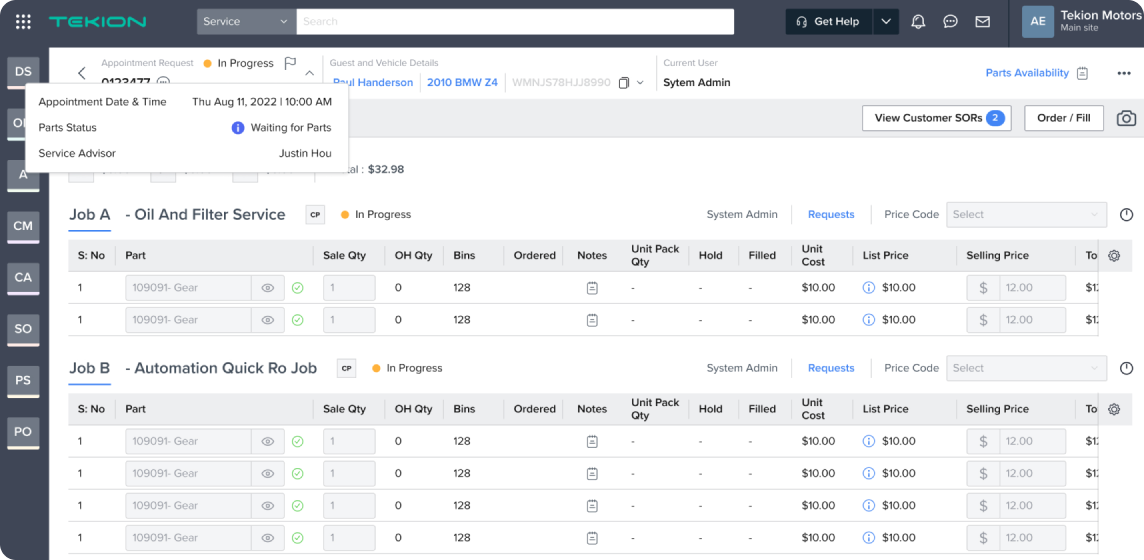 TEKION
Service
Search
Get Help
AE
Tekion Motors
Main site
DS
A
CM
CA
SO
PS
PO
Appointment Request
In Progress
0123477
Guest and Vehicle Details
Paul Handerson
2010 BMW Z4
WMNJS78HJJ8990
Current User
Sytem Admin
Parts Availability
Appointment Date & Time
Thu Aug 11, 2022 | 10:00 AM
Parts Status
Waiting for Parts
Service Advisor
Justin Hou
View Customer SORs 2
Order / Fill
: $32.98
Job A - Oil And Filter Service CP In Progress System Admin Requests Price Code Select
S: No Part Sale Qty OH Qty Bins Ordered Notes Unit Pack Qty Hold Filled Unit Cost List Price Selling Price To
1 109091- Gear 1 0 128 - - - $10.00 $10.00 $ 12.00
1 109091- Gear 1 0 128 - - - $10.00 $10.00 $ 12.00
Job B - Automation Quick Ro Job CP In Progress System Admin Requests Price Code Select
S: No Part Sale Qty OH Qty Bins Ordered Notes Unit Pack Qty Hold Filled Unit Cost List Price Selling Price To
1 109091- Gear 1 0 128 - - - $10.00 $10.00 $ 12.00
1 109091- Gear 1 0 128 - - - $10.00 $10.00 $ 12.00
1 109091- Gear 1 0 128 - - - $10.00 $10.00 $ 12.00
1 109091- Gear 1 0 128 - - - $10.00 $10.00 $ 12.00